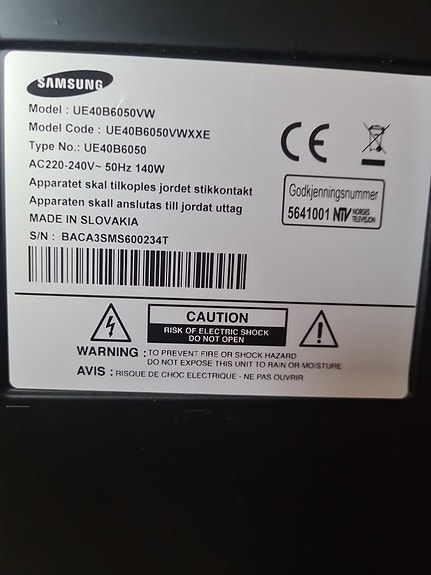 SAMSUNG
Model : UE40B6050VW
Model Code : UE40B6050VWXXE
Type No.: UE40B6050
AC220-240V~ 50Hz 140W
Apparatet skal tilkoples jordet stikkontakt
Apparaten skall anslutas till jordat uttag
MADE IN SLOVAKIA
S/N : BACA3SMS600234T
CE
Godkjenningsnummer
5641001 NTV NORGES
TELEVISJON
CAUTION
RISK OF ELECTRIC SHOCK
DO NOT OPEN
WARNING : TO PREVENT FIRE OR SHOCK HAZARD
DO NOT EXPOSE THIS UNIT TO RAIN OR MOISTURE
AVIS : RISQUE DE CHOC ELECTRIQUE - NE PAS OUVRIR